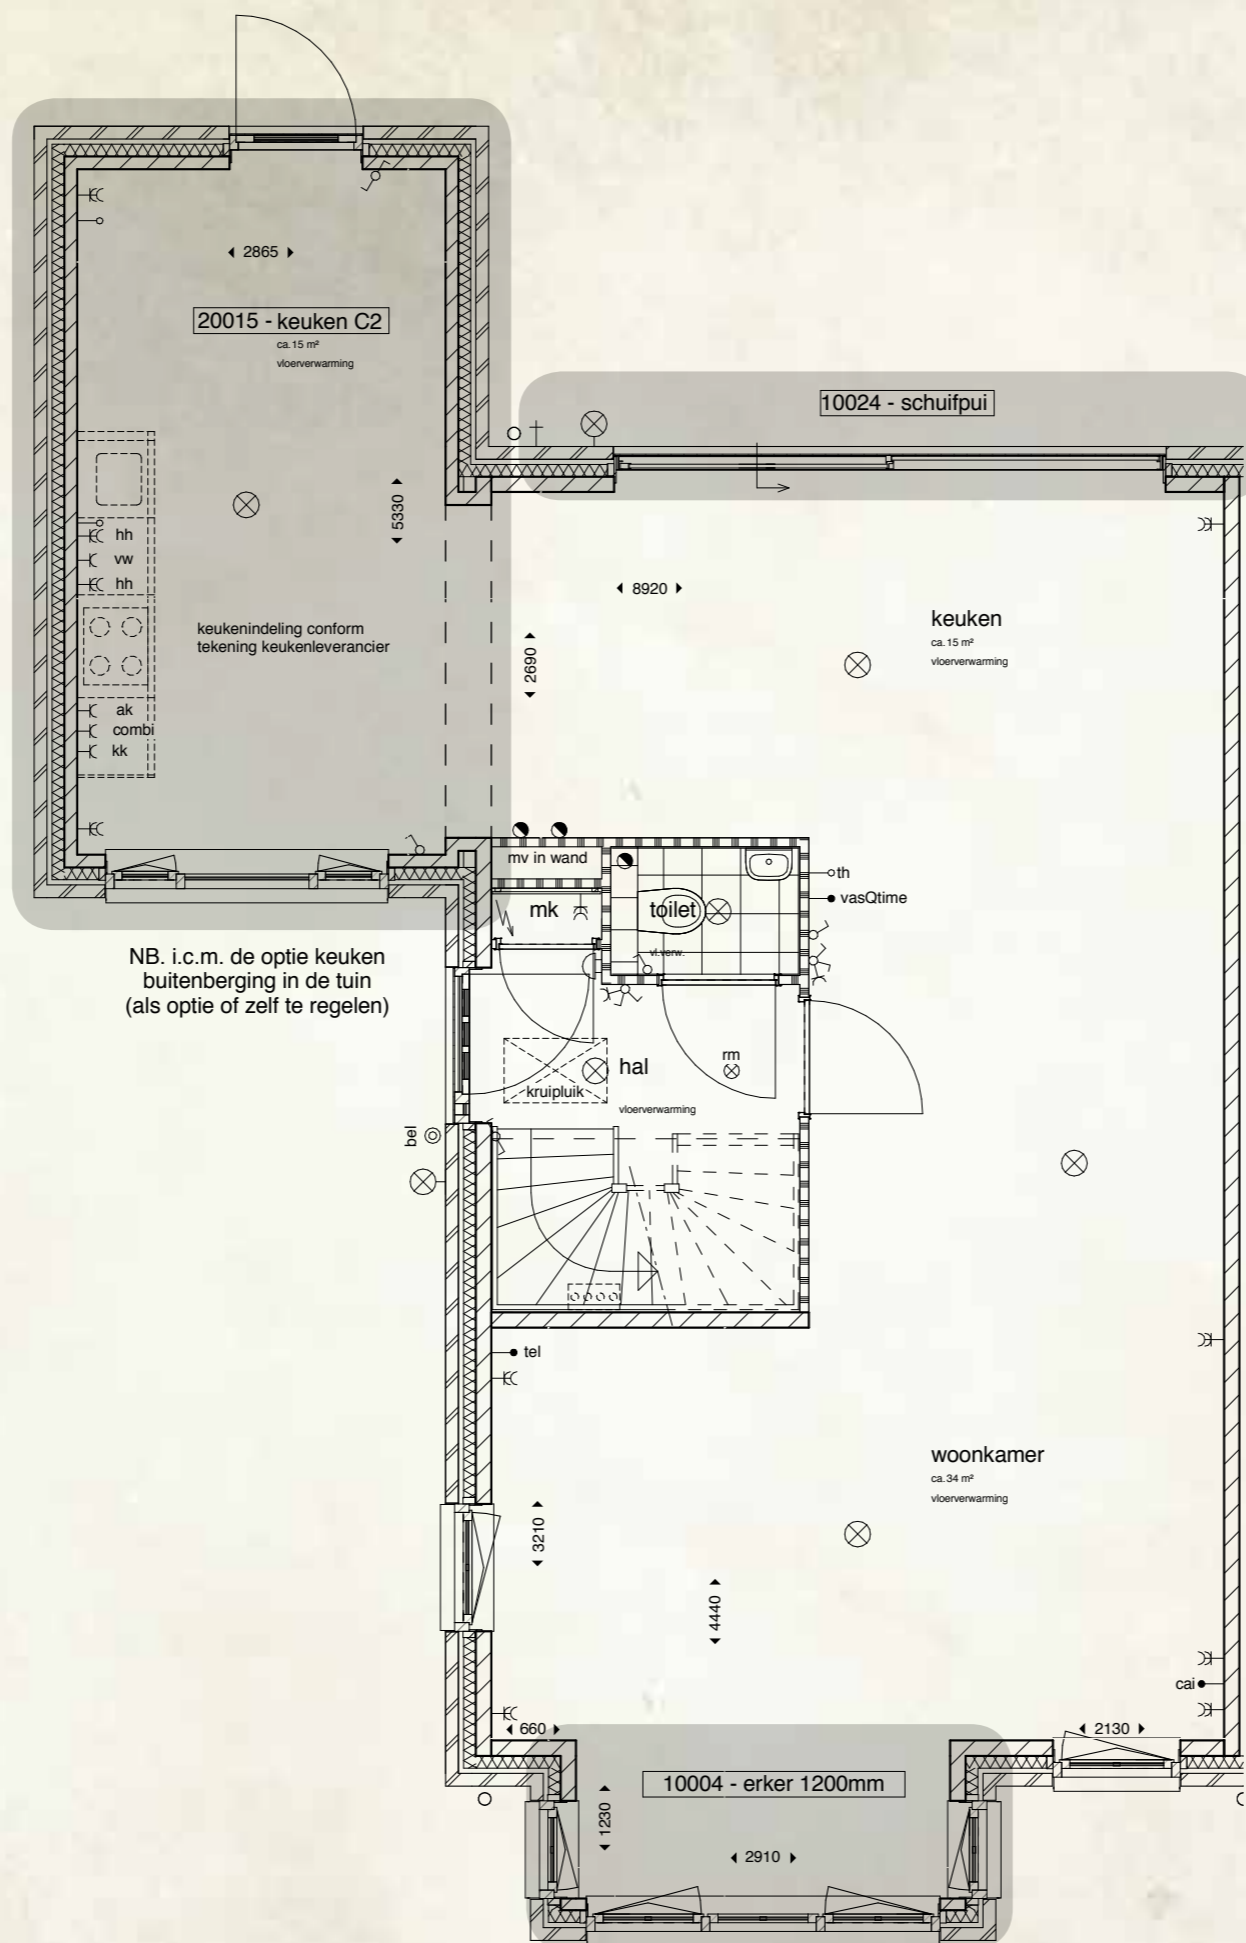 2865
20015 - keuken C2
ca. 15 m²
vloerverwarming
10024 - schuifpui
5330
hh
vw
hh
keukenindeling conform
tekening keukenleverancier
ak
combi
kk
8920
2690
keuken
ca. 15 m²
vloerverwarming
mv in wand
mk
toilet
vl.verw.
th
vasQtime
NB. i.c.m. de optie keuken
buitenberging in de tuin
(als optie of zelf te regelen)
hal
rm
kruipluik
vloerverwarming
bel
tel
woonkamer
ca. 34 m²
vloerverwarming
3210
4440
cai
660
2130
10004 - erker 1200mm
1230
2910